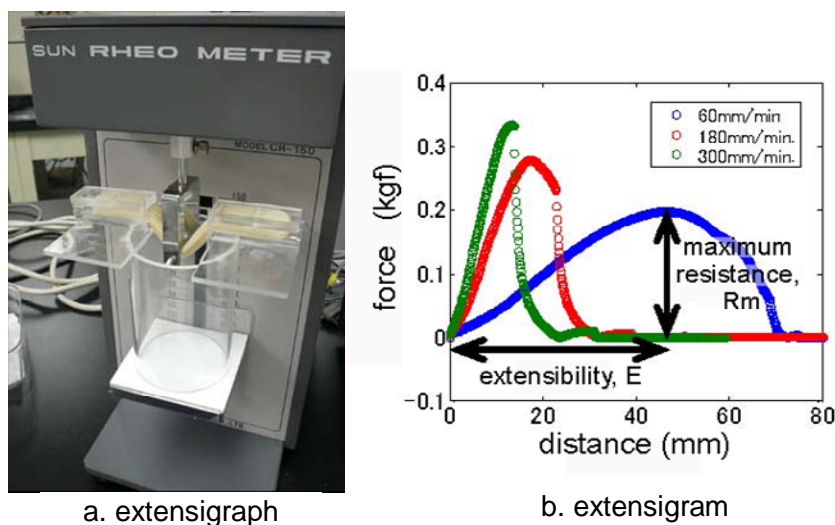 SUN RHEO METER
MODEL CR-150
a. extensigraph
0.4
0.3
0.2
0.1
0
-0.1
force (kgf)
60mm/min
180mm/min.
300mm/min.
maximum
resistance,
Rm
extensibility, E
0 20 40 60 80
distance (mm)
b. extensigram